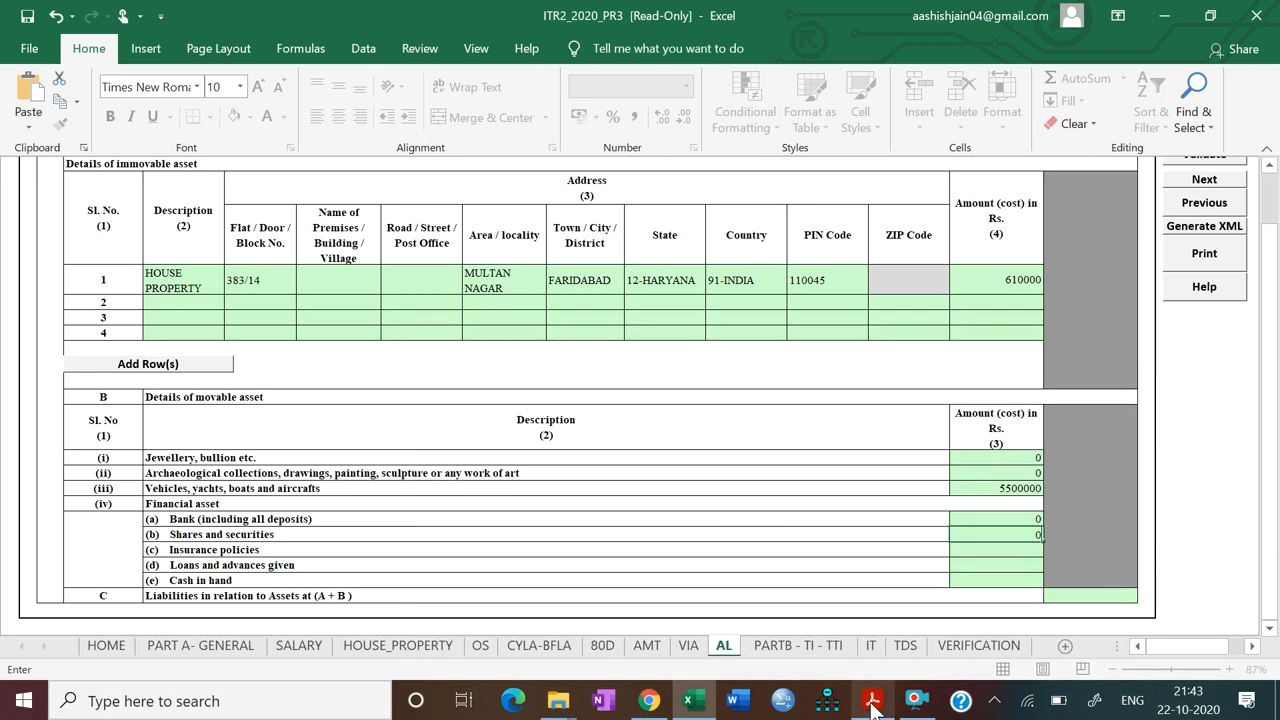 ITR2_2020_PR3 [Read-Only] - Excel
aashishjain04@gmail.com
File Home Insert Page Layout Formulas Data Review View Help Tell me what you want to do Share
Paste
Clipboard
Times New Roma 10
B I U
Font
Wrap Text
Merge & Center
Alignment
Number
Conditional Formatting
Format as Table
Cell Styles
Styles
Insert Delete Format
Cells
AutoSum
Fill
Clear
Sort & Filter
Find & Select
Editing
Details of immovable asset
Sl. No. (1)
Description (2)
Address (3)
Amount (cost) in Rs. (4)
Flat / Door / Block No.
Name of Premises / Building / Village
Road / Street / Post Office
Area / locality
Town / City / District
State
Country
PIN Code
ZIP Code
1 HOUSE PROPERTY 383/14 MULTAN NAGAR FARIDABAD 12-HARYANA 91-INDIA 110045 610000
2
3
4
Add Row(s)
B Details of movable asset
Sl. No (1)
Description (2)
Amount (cost) in Rs. (3)
(i) Jewellery, bullion etc. 0
(ii) Archaeological collections, drawings, painting, sculpture or any work of art 0
(iii) Vehicles, yachts, boats and aircrafts 5500000
(iv) Financial asset
(a) Bank (including all deposits) 0
(b) Shares and securities 0
(c) Insurance policies
(d) Loans and advances given
(e) Cash in hand
C Liabilities in relation to Assets at (A + B )
Validate
Next
Previous
Generate XML
Print
Help
HOME PART A- GENERAL SALARY HOUSE_PROPERTY OS CYLA-BFLA 80D AMT VIA AL PARTB - TI - TTI IT TDS VERIFICATION
Enter
87%
Type here to search
ENG
21:43
22-10-2020